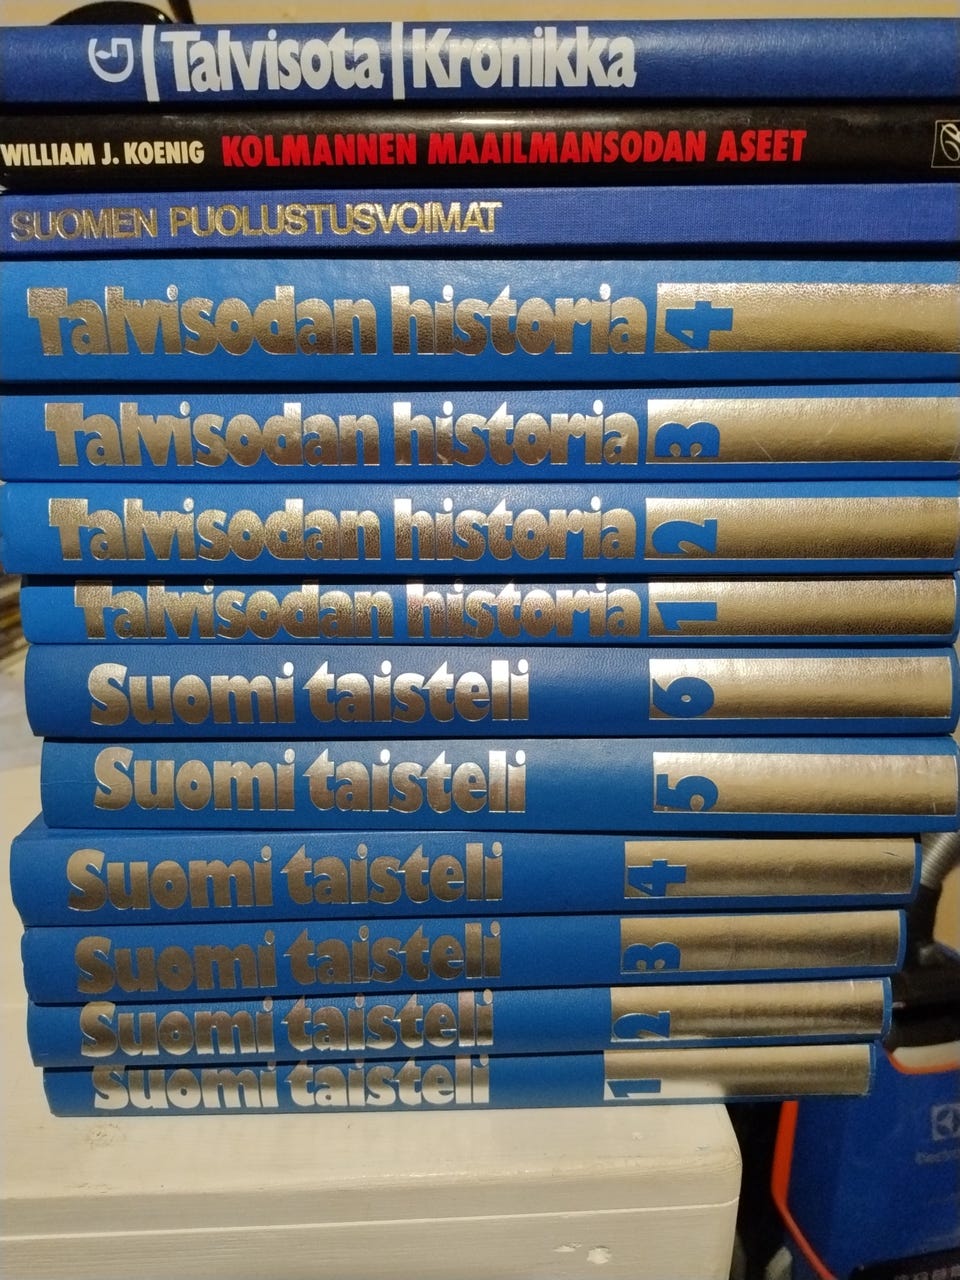 G Talvisota Kronikka
WILLIAM J. KOENIG KOLMANNEN MAAILMANSODAN ASEET
SUOMEN PUOLUSTUSVOIMAT
Talvisodan historia 4
Talvisodan historia 3
Talvisodan historia 2
Talvisodan historia 1
Suomi taisteli 6
Suomi taisteli 5
Suomi taisteli 4
Suomi taisteli 3
Suomi taisteli 2
Suomi taisteli 1